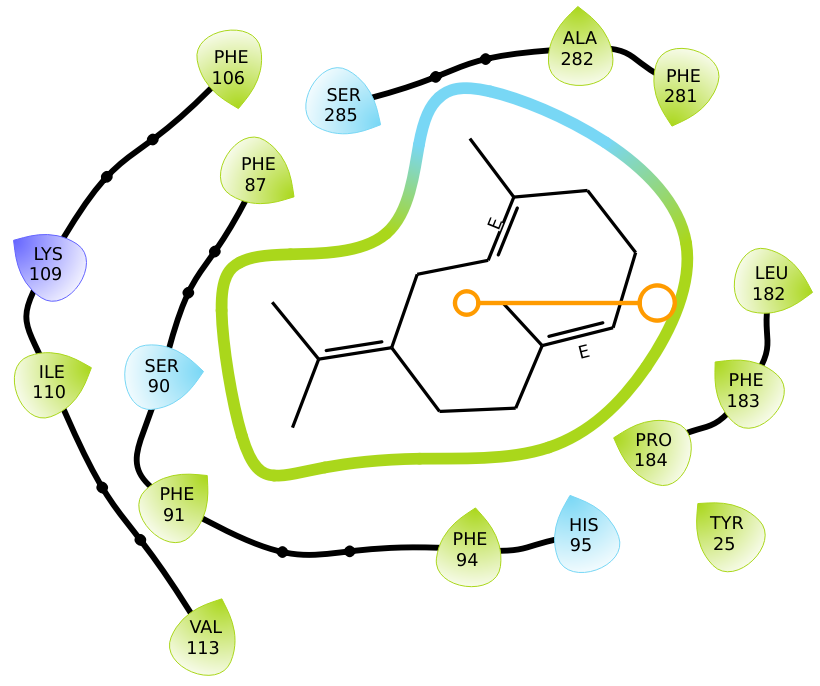 ALA
282
PHE
106
PHE
281
SER
285
PHE
87
E
LYS
109
LEU
182
E
SER
90
ILE
110
PHE
183
PRO
184
PHE
91
TYR
25
HIS
95
PHE
94
VAL
113